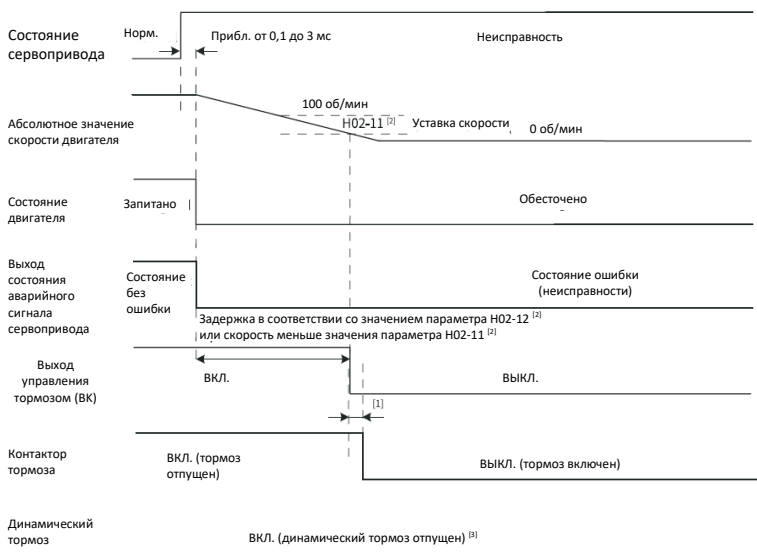 Состояние
сервопривода
Норм.
Прибл. от 0,1 до 3 мс
Неисправность
Абсолютное значение
скорости двигателя
100 об/мин
H02-11 [2]
Уставка скорости
0 об/мин
Состояние
двигателя
Запитано
Обесточено
Выход
состояния
аварийного
сигнала
сервопривода
Состояние
без
ошибки
Состояние ошибки
(неисправности)
Задержка в соответствии со значением параметра H02-12 [2]
или скорость меньше значения параметра H02-11 [2]
Выход
управления
тормозом (BK)
ВКЛ.
ВЫКЛ.
[1]
Контактор
тормоза
ВКЛ. (тормоз
отпущен)
ВЫКЛ. (тормоз включен)
Динамический
тормоз
ВКЛ. (динамический тормоз отпущен) [3]